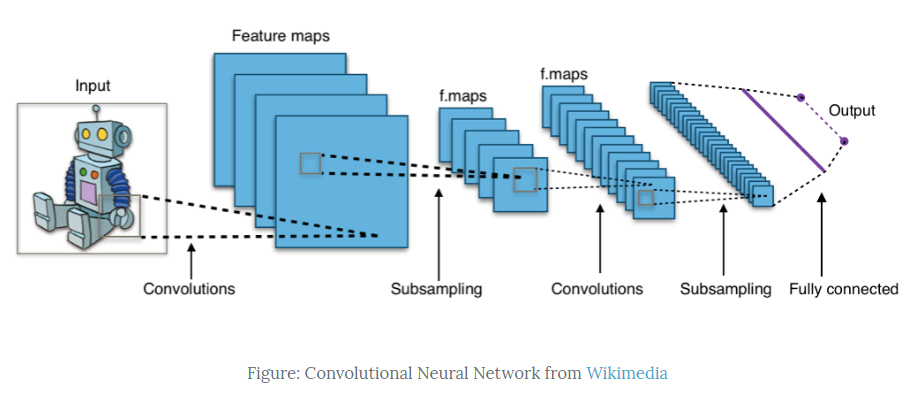 Feature maps
Input
f.maps
f.maps
Output
Convolutions
Subsampling
Convolutions
Subsampling
Fully connected
Figure: Convolutional Neural Network from Wikimedia